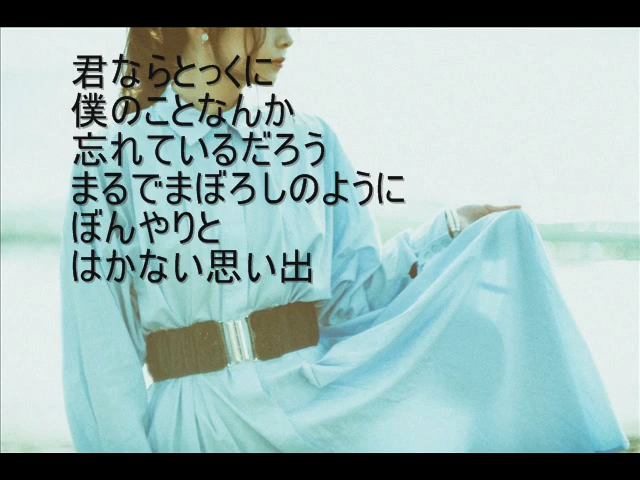 君ならとっくに
僕のことなんか
忘れているだろう
まるでまぼろしのように
ぼんやりと
はかない思い出